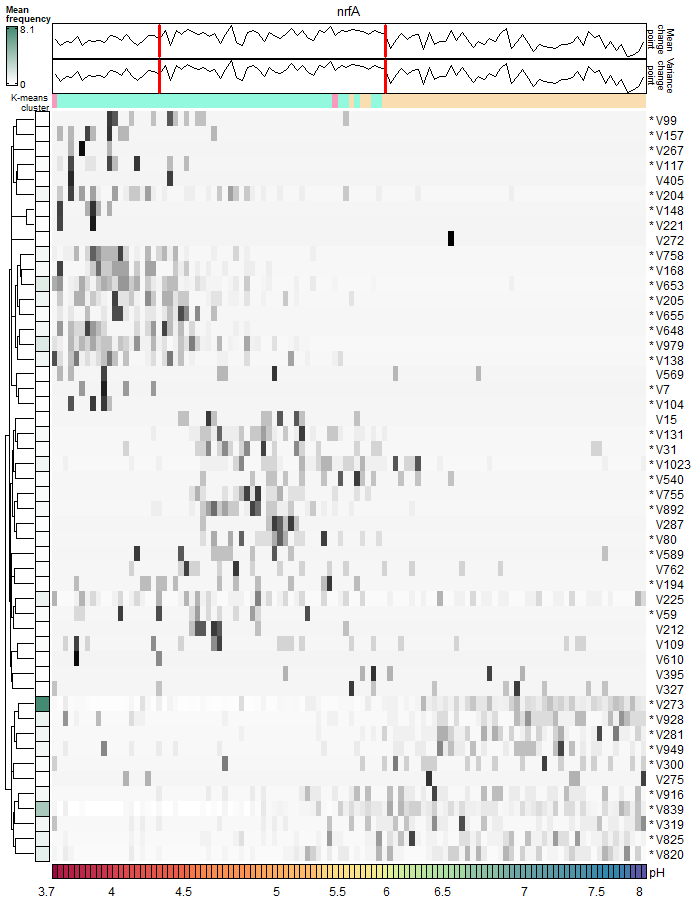 nrfA
Mean
frequency
8.1
0
Mean
change
point
Variance
change
point
K-means
cluster
* V99
* V157
* V267
* V117
V405
* V204
* V148
* V221
V272
* V758
* V168
* V653
* V205
* V655
* V648
* V979
* V138
V569
* V7
* V104
V15
* V131
* V31
* V1023
* V540
* V755
* V892
V287
* V80
* V589
V762
* V194
V225
* V59
V212
V109
V610
V395
V327
* V273
* V928
* V281
* V949
* V300
V275
* V916
* V839
* V319
* V825
* V820
pH
3.7 4 4.5 5 5.5 6 6.5 7 7.5 8